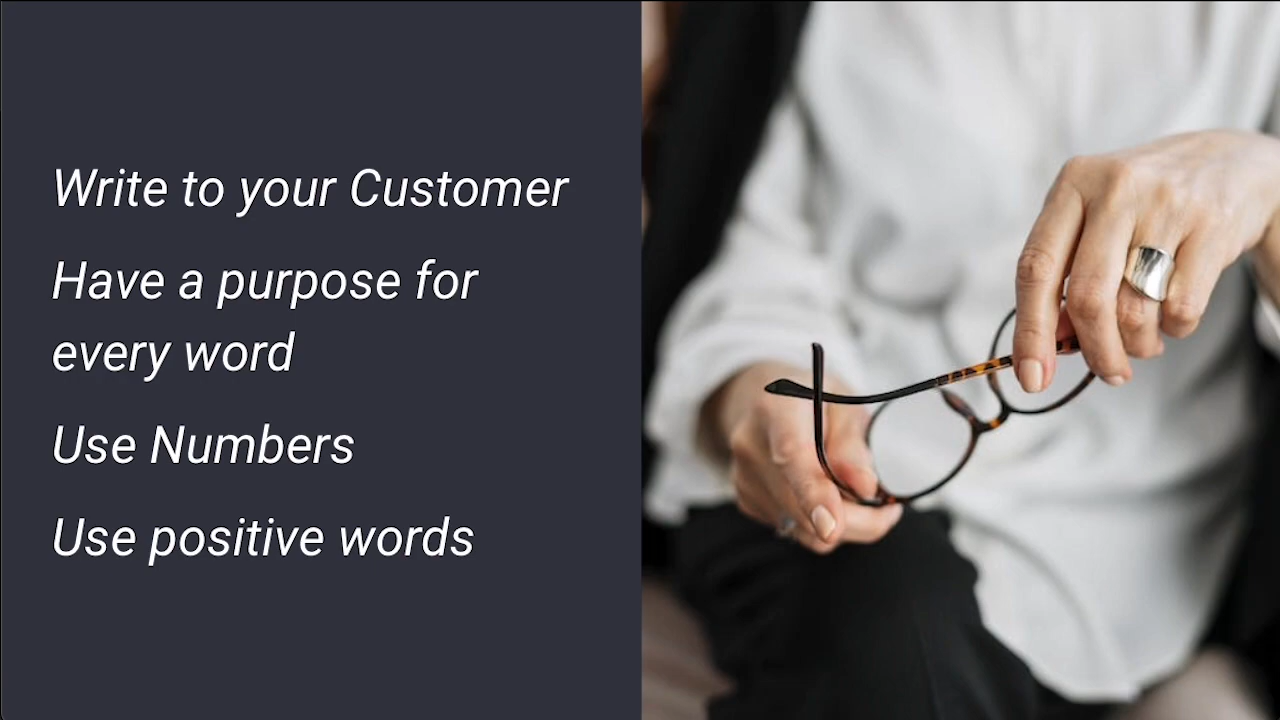 Write to your Customer
Have a purpose for
every word
Use Numbers
Use positive words